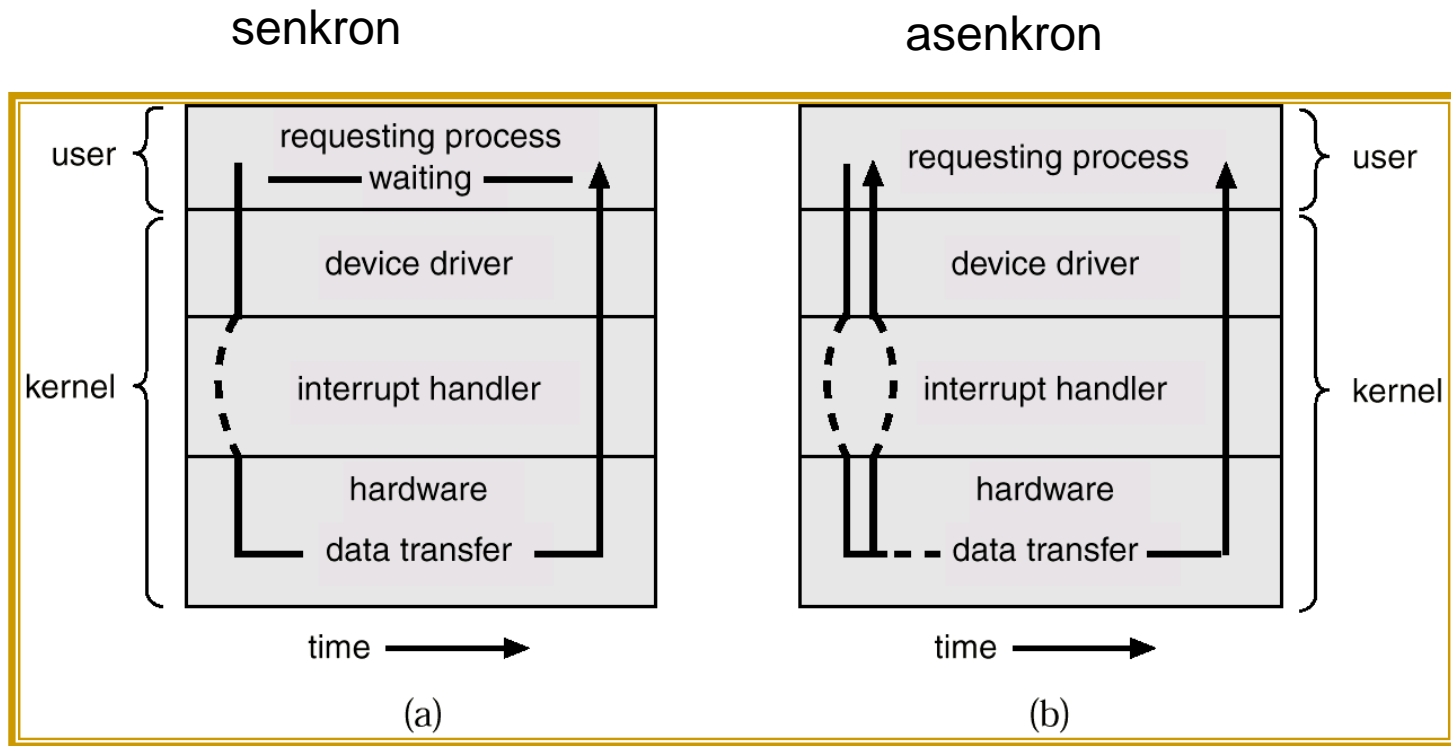 senkron
asenkron
user
requesting process
waiting
device driver
kernel
interrupt handler
hardware
data transfer
time
(a)
requesting process
user
device driver
interrupt handler
kernel
hardware
data transfer
time
(b)